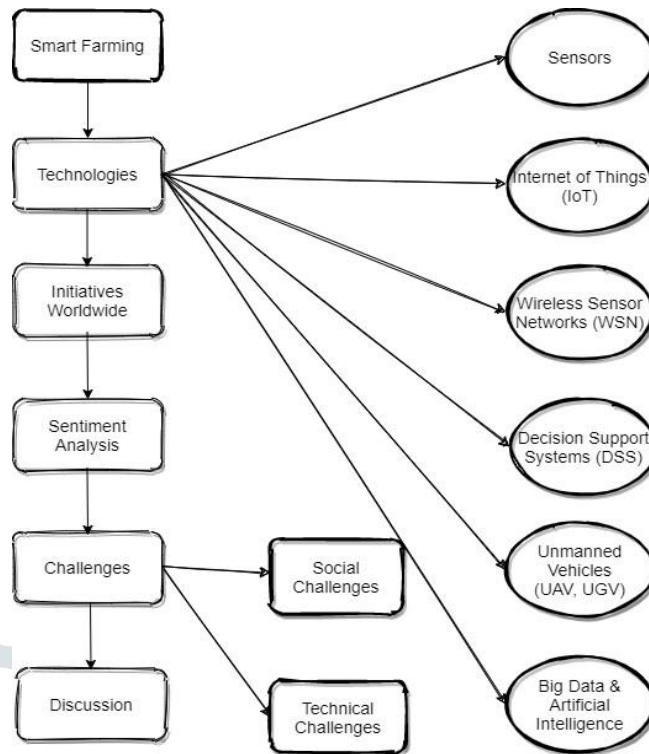 Smart Farming
Technologies
Initiatives
Worldwide
Sentiment
Analysis
Challenges
Discussion
Social
Challenges
Technical
Challenges
Sensors
Internet of Things
(IoT)
Wireless Sensor
Networks (WSN)
Decision Support
Systems (DSS)
Unmanned
Vehicles
(UAV, UGV)
Big Data &
Artificial
Intelligence